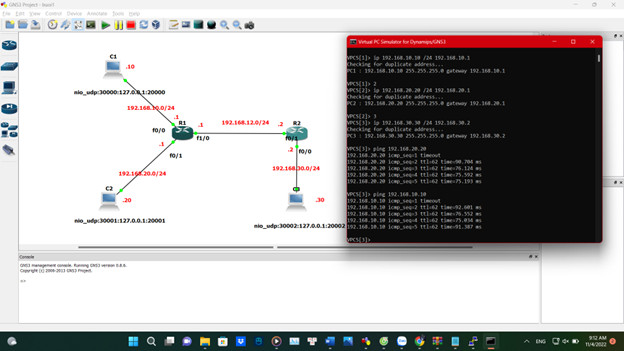 GNS3 Project - baai1
File Edit View Control Device Annotate Tools Help
C1
.10
nio_udp:30000:127.0.0.1:20000
192.168.10.0/24
.1
R1
f0/0
.1
192.168.12.0/24
.2
R2
f1/0
f0/1
.1
f0/1
.2
f0/0
192.168.20.0/24
192.168.30.0/24
C2
.20
nio_udp:30001:127.0.0.1:20001
.30
nio_udp:30002:127.0.0.1:20002
Virtual PC Simulator for Dynamips/GNS3
VPCS[1]> ip 192.168.10.10 /24 192.168.10.1
Checking for duplicate address...
PC1 : 192.168.10.10 255.255.255.0 gateway 192.168.10.1
VPCS[1]> 2
VPCS[2]> ip 192.168.20.20 /24 192.168.20.1
Checking for duplicate address...
PC2 : 192.168.20.20 255.255.255.0 gateway 192.168.20.1
VPCS[2]> 3
VPCS[3]> ip 192.168.30.30 /24 192.168.30.2
Checking for duplicate address...
PC3 : 192.168.30.30 255.255.255.0 gateway 192.168.30.2
VPCS[3]> ping 192.168.20.20
192.168.20.20 icmp_seq=1 timeout
192.168.20.20 icmp_seq=2 ttl=62 time=90.704 ms
192.168.20.20 icmp_seq=3 ttl=62 time=76.124 ms
192.168.20.20 icmp_seq=4 ttl=62 time=75.592 ms
192.168.20.20 icmp_seq=5 ttl=62 time=75.193 ms
VPCS[3]> ping 192.168.10.10
192.168.10.10 icmp_seq=1 timeout
192.168.10.10 icmp_seq=2 ttl=62 time=92.601 ms
192.168.10.10 icmp_seq=3 ttl=62 time=76.552 ms
192.168.10.10 icmp_seq=4 ttl=62 time=75.034 ms
192.168.10.10 icmp_seq=5 ttl=62 time=91.387 ms
VPCS[3]>
Console
GNS3 management console. Running GNS3 version 0.8.6.
Copyright (c) 2006-2013 GNS3 Project.
=>
ENG
9:12 AM
11/4/2022